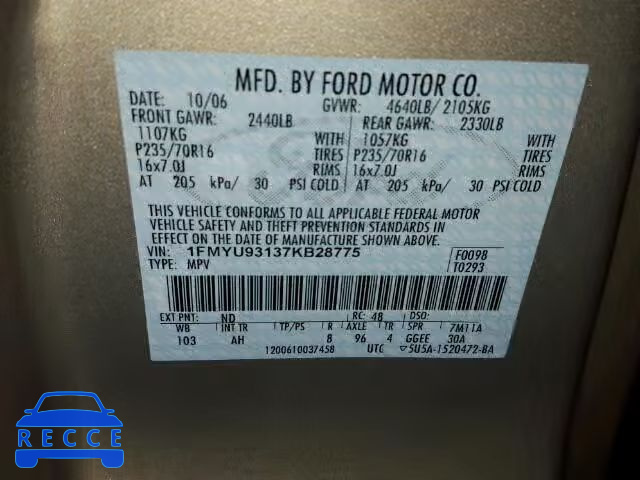 MFD. BY FORD MOTOR CO.
DATE: 10/06 GVWR: 4640LB/ 2105KG
FRONT GAWR: 2440LB REAR GAWR: 2330LB
1107KG WITH 1057KG WITH
P235/70R16 TIRES P235/70R16 TIRES
16x7.0J RIMS 16x7.0J RIMS
AT 205 kPa/ 30 PSI COLD AT 205 kPa/ 30 PSI COLD
THIS VEHICLE CONFORMS TO ALL APPLICABLE FEDERAL MOTOR
VEHICLE SAFETY AND THEFT PREVENTION STANDARDS IN
EFFECT ON THE DATE OF MANUFACTURE SHOWN ABOVE.
VIN: 1FMYU93137KB28775 F0098
TYPE: MPV T0293
EXT PNT: ND RC: 48 DSO:
WB INT TR TP/PS R AXLE TR SPR 7M11A
103 AH 8 96 4 GGEE 30A
1200610037458 UTC ▽5U5A-1520472-BA
RECCE